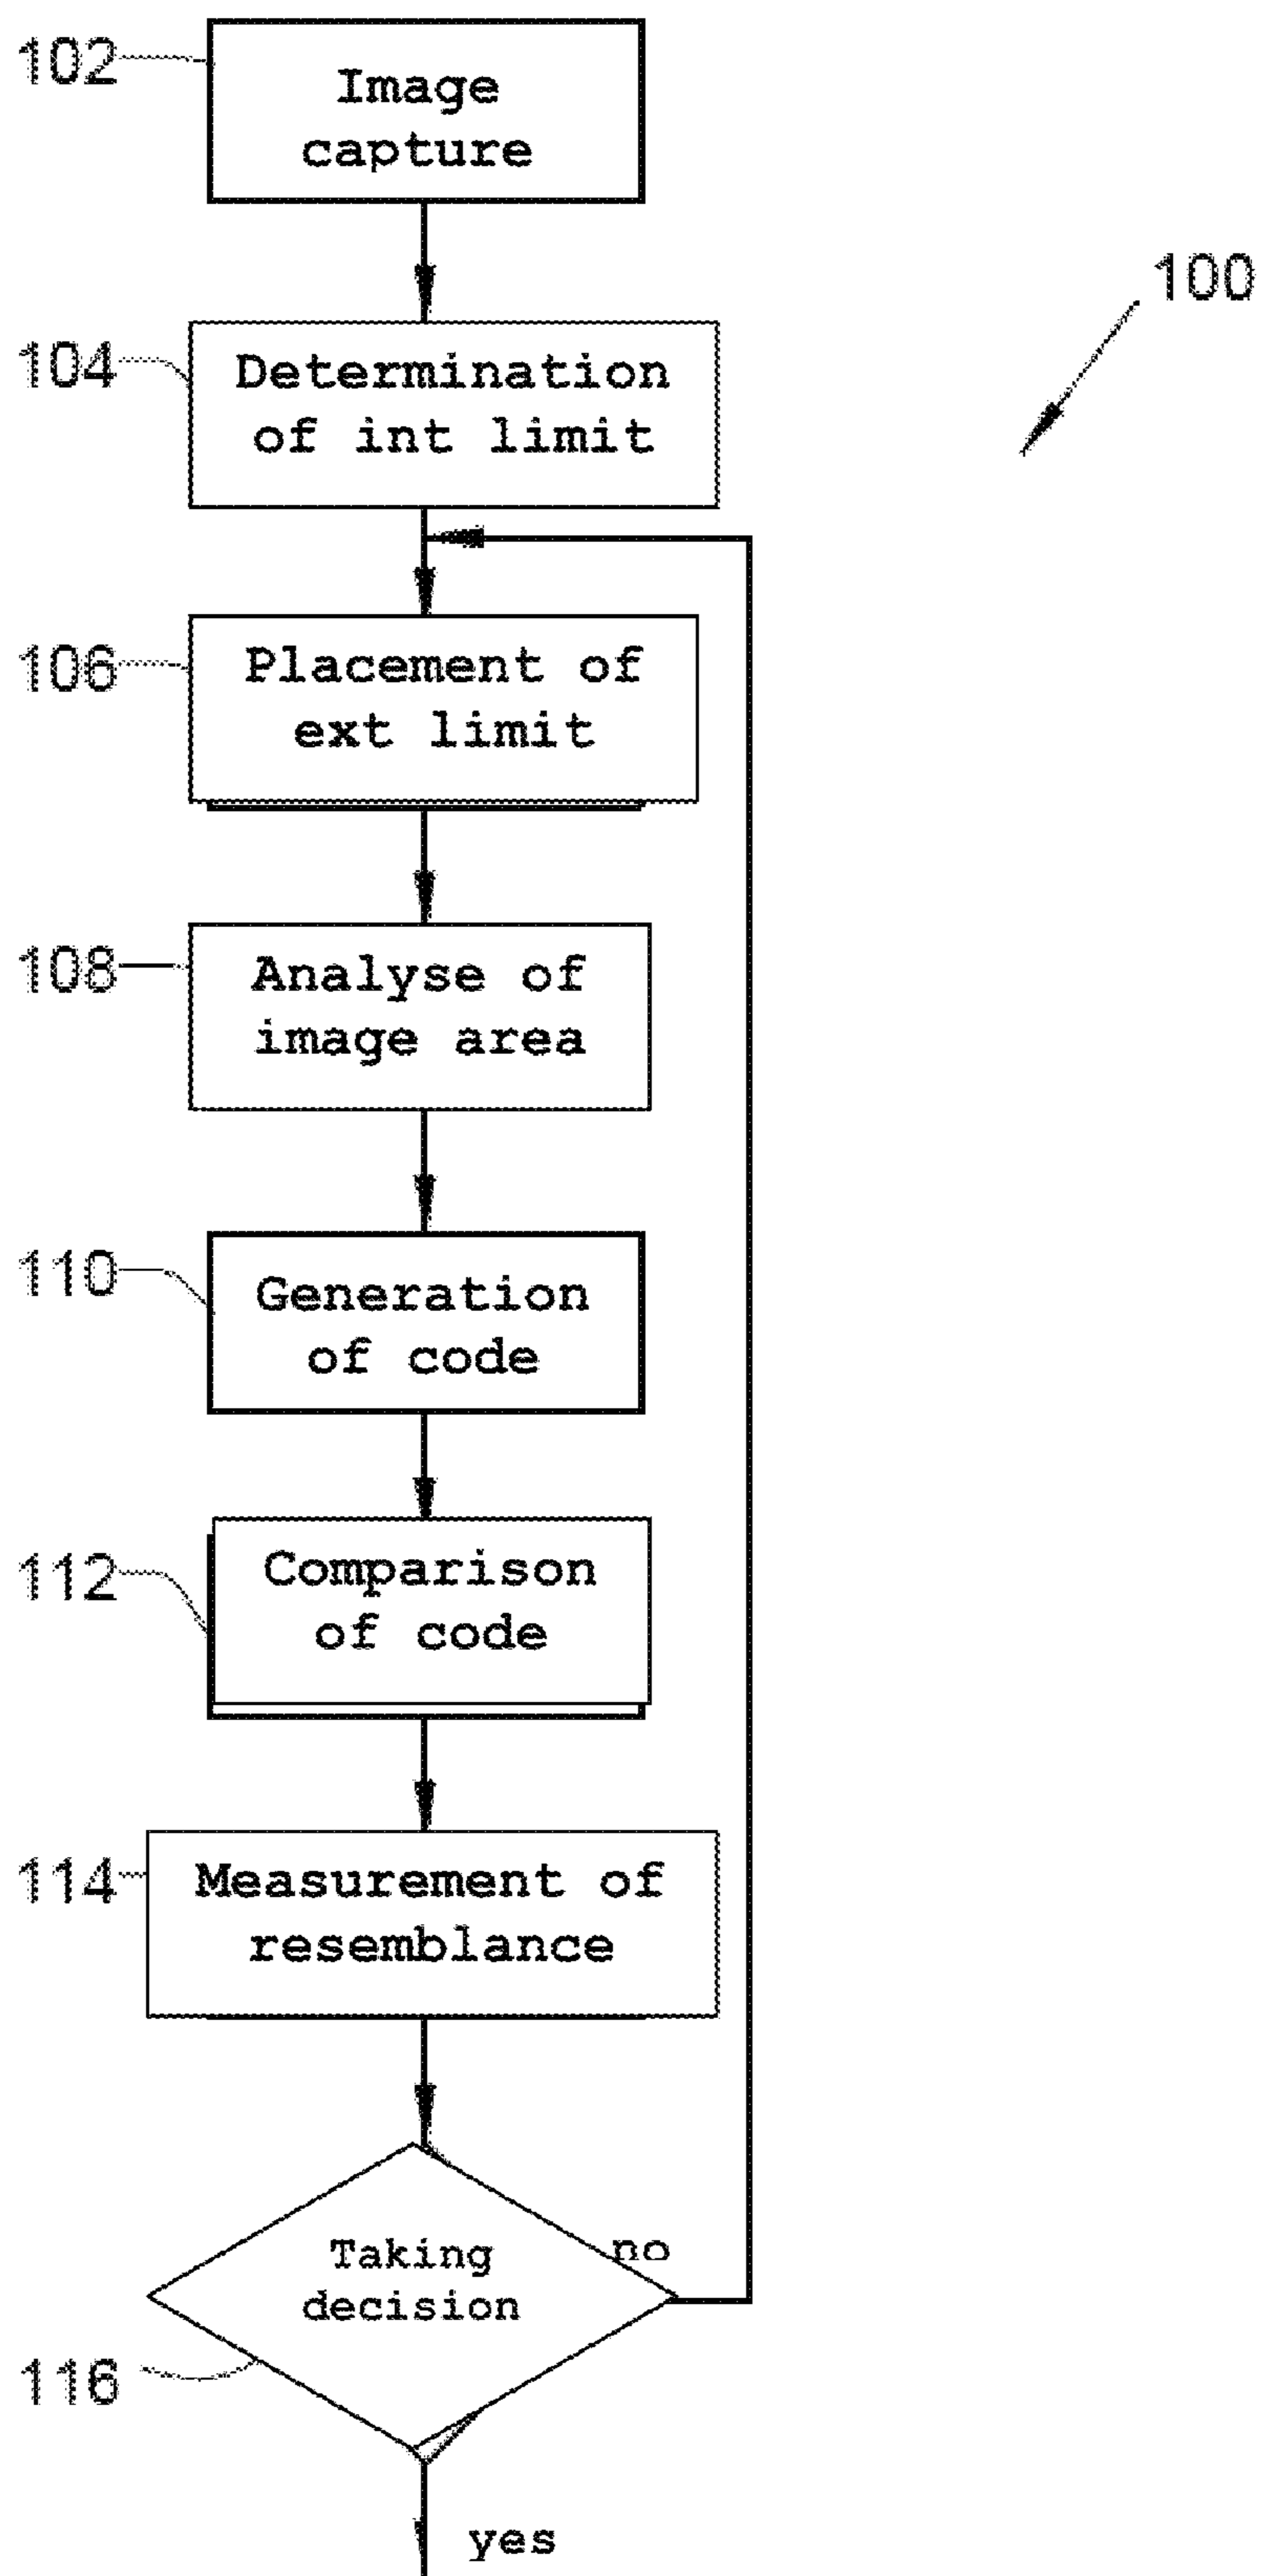 102
Image
capture
100
104
Determination
of int limit
106
Placement of
ext limit
108
Analyse of
image area
110
Generation
of code
112
Comparison
of code
114
Measurement of
resemblance
Taking
decision
no
116
yes